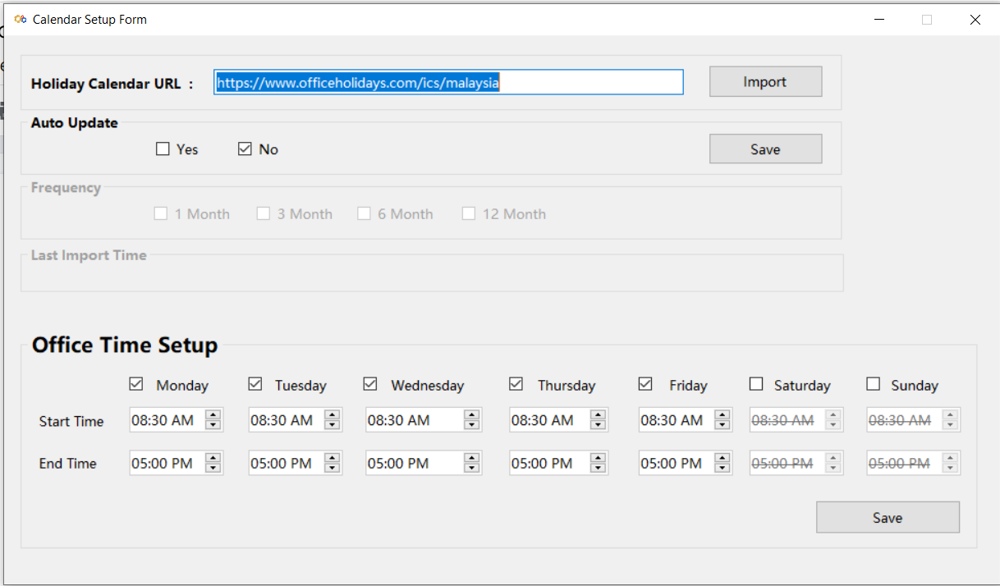 Calendar Setup Form
Holiday Calendar URL : https://www.officeholidays.com/ics/malaysia Import
Auto Update
Yes No Save
Frequency
1 Month 3 Month 6 Month 12 Month
Last Import Time
Office Time Setup
Monday Tuesday Wednesday Thursday Friday Saturday Sunday
Start Time 08:30 AM 08:30 AM 08:30 AM 08:30 AM 08:30 AM 08:30 AM 08:30 AM
End Time 05:00 PM 05:00 PM 05:00 PM 05:00 PM 05:00 PM 05:00 PM 05:00 PM
Save